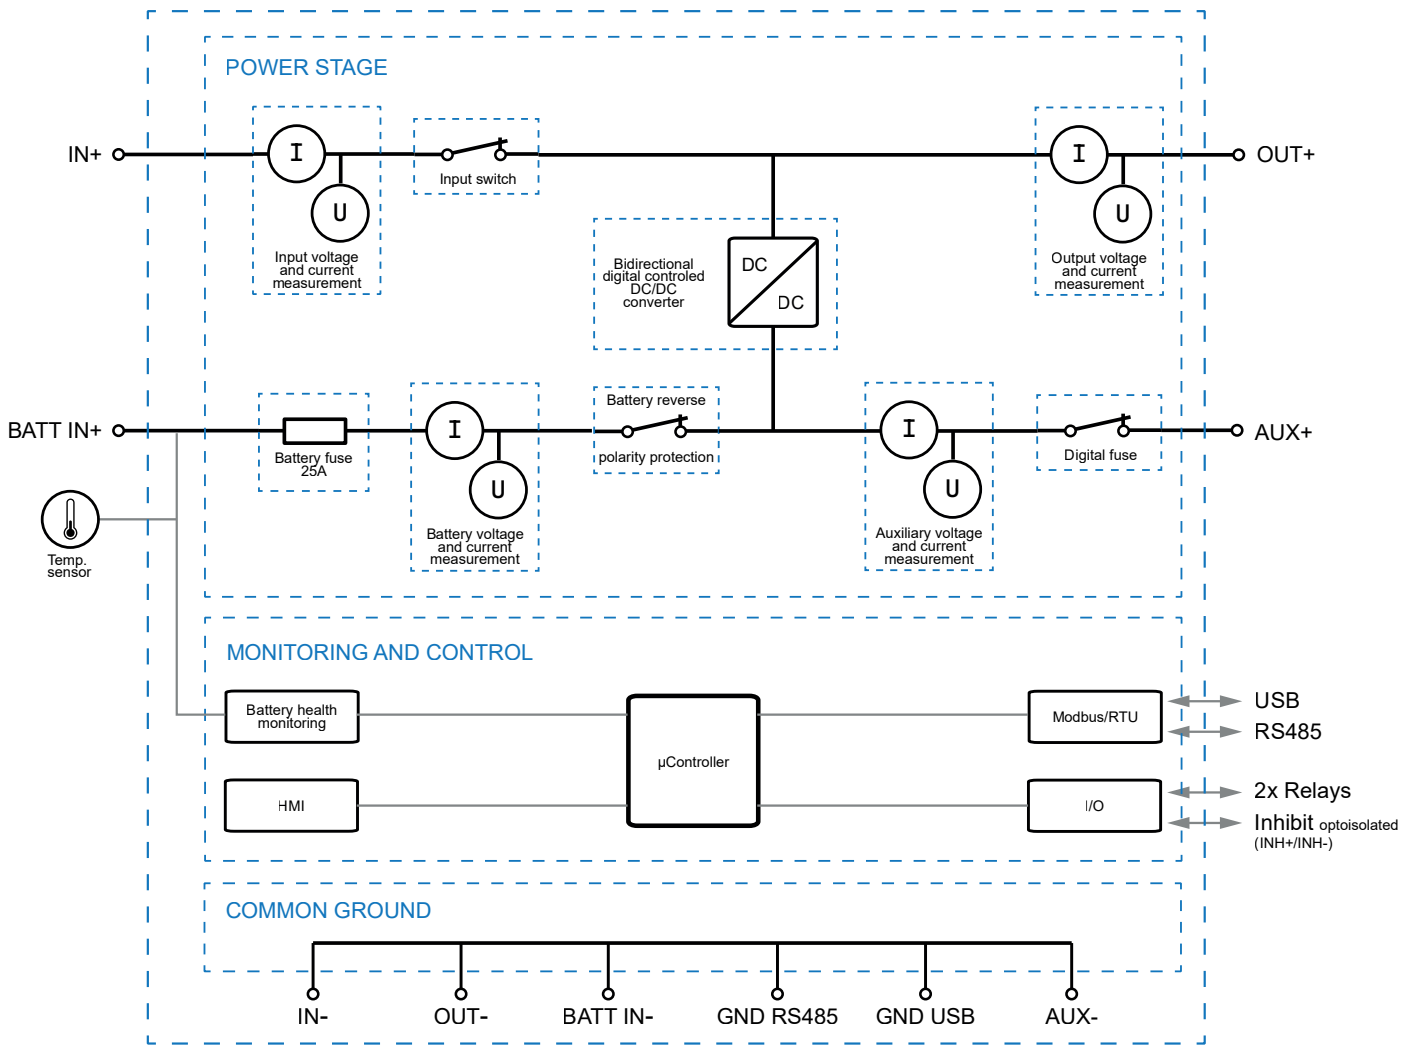 POWER STAGE
IN+
I
U
Input voltage
and current
measurement
Input switch
I
U
Output voltage
and current
measurement
OUT+
Bidirectional
digital controled
DC/DC
converter
DC
DC
BATT IN+
Battery fuse
25A
I
U
Battery voltage
and current
measurement
Battery reverse
polarity protection
I
U
Auxiliary voltage
and current
measurement
Digital fuse
AUX+
Temp.
sensor
MONITORING AND CONTROL
Battery health
monitoring
HMI
µController
Modbus/RTU
I/O
USB
RS485
2x Relays
Inhibit optoisolated
(INH+/INH-)
COMMON GROUND
IN-
OUT-
BATT IN-
GND RS485
GND USB
AUX-